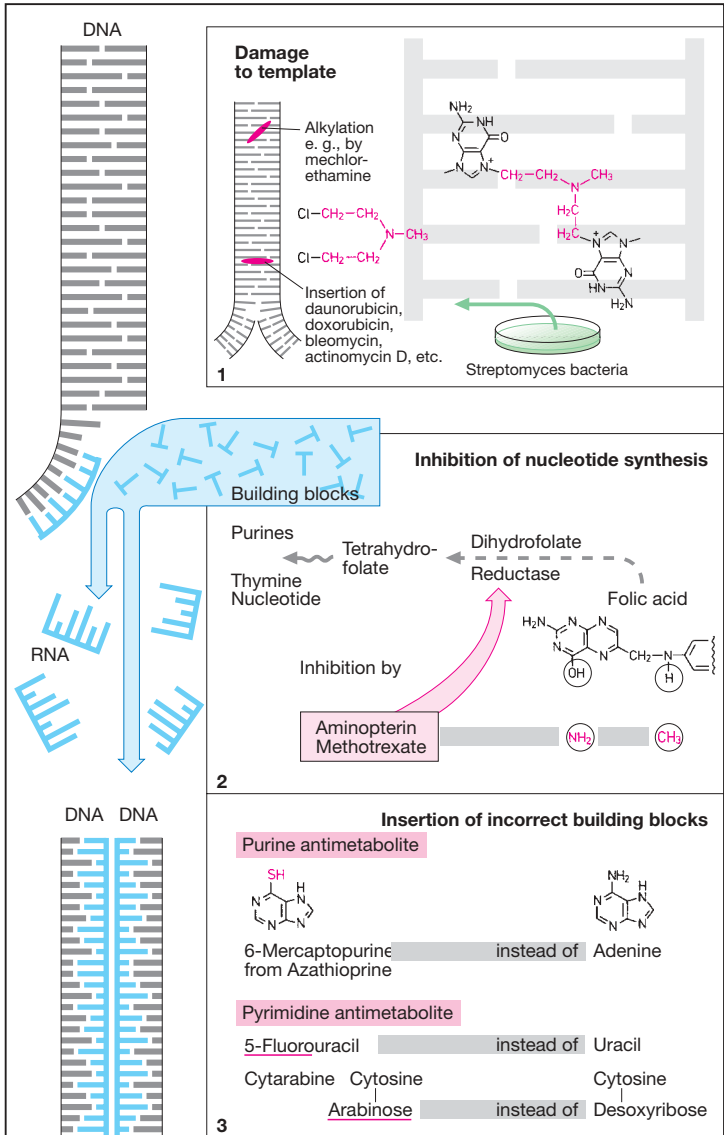 DNA
Damage
to template
Alkylation
e. g., by
mechlor-
ethamine
Cl—CH₂—CH₂
N—CH₃
Cl—CH₂—CH₂
Insertion of
daunorubicin,
doxorubicin,
bleomycin,
actinomycin D, etc.
NH₂
N
NH
O
N
N
+
CH₂—CH₂
CH₃
N
H₂C
H₂C
+
N
N
O
N
HN
H₂N
Streptomyces bacteria
1
Building blocks
RNA
Inhibition of nucleotide synthesis
Purines
Thymine
Nucleotide
Tetrahydro-
folate
Dihydrofolate
Reductase
Folic acid
H₂N
N
N
N
N
OH
CH₂—N
H
Inhibition by
Aminopterin
Methotrexate
NH₂
CH₃
2
DNA DNA
Insertion of incorrect building blocks
Purine antimetabolite
SH
N
N
H
N
N
NH₂
N
N
H
N
N
6-Mercaptopurine instead of Adenine
from Azathioprine
Pyrimidine antimetabolite
5-Fluorouracil instead of Uracil
Cytarabine Cytosine Cytosine
Arabinose instead of Desoxyribose
3